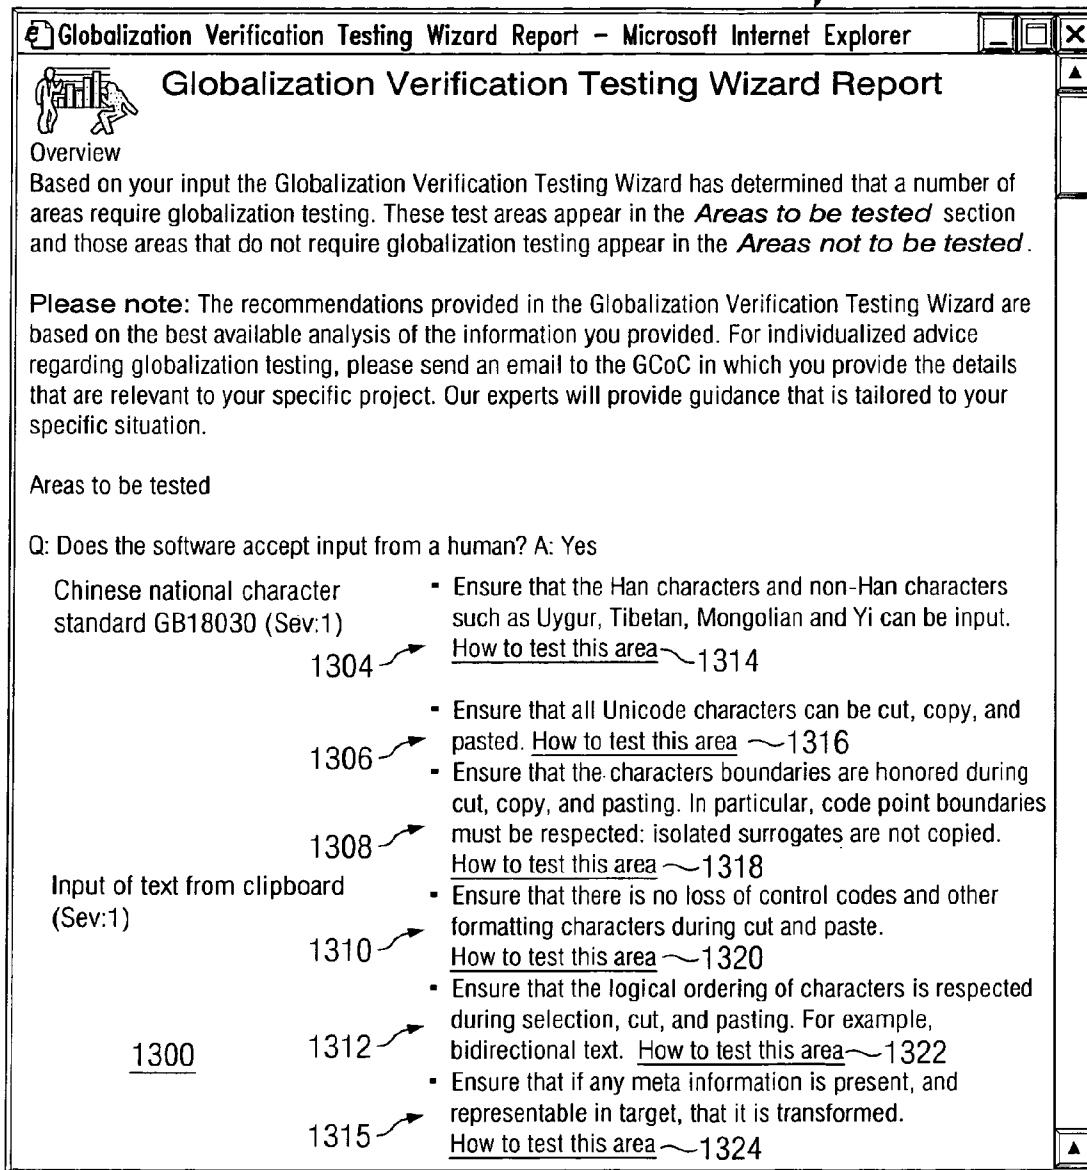 Globalization Verification Testing Wizard Report – Microsoft Internet Explorer
Globalization Verification Testing Wizard Report
Overview
Based on your input the Globalization Verification Testing Wizard has determined that a number of
areas require globalization testing. These test areas appear in the Areas to be tested section
and those areas that do not require globalization testing appear in the Areas not to be tested.
Please note: The recommendations provided in the Globalization Verification Testing Wizard are
based on the best available analysis of the information you provided. For individualized advice
regarding globalization testing, please send an email to the GCoC in which you provide the details
that are relevant to your specific project. Our experts will provide guidance that is tailored to your
specific situation.
Areas to be tested
Q: Does the software accept input from a human? A: Yes
Chinese national character
standard GB18030 (Sev:1)
1304
- Ensure that the Han characters and non-Han characters
such as Uygur, Tibetan, Mongolian and Yi can be input.
How to test this area 1314
Input of text from clipboard
(Sev:1)
1306
- Ensure that all Unicode characters can be cut, copy, and
pasted. How to test this area 1316
1308
- Ensure that the characters boundaries are honored during
cut, copy, and pasting. In particular, code point boundaries
must be respected: isolated surrogates are not copied.
How to test this area 1318
1310
- Ensure that there is no loss of control codes and other
formatting characters during cut and paste.
How to test this area 1320
1312
- Ensure that the logical ordering of characters is respected
during selection, cut, and pasting. For example,
bidirectional text. How to test this area 1322
1315
- Ensure that if any meta information is present, and
representable in target, that it is transformed.
How to test this area 1324
1300